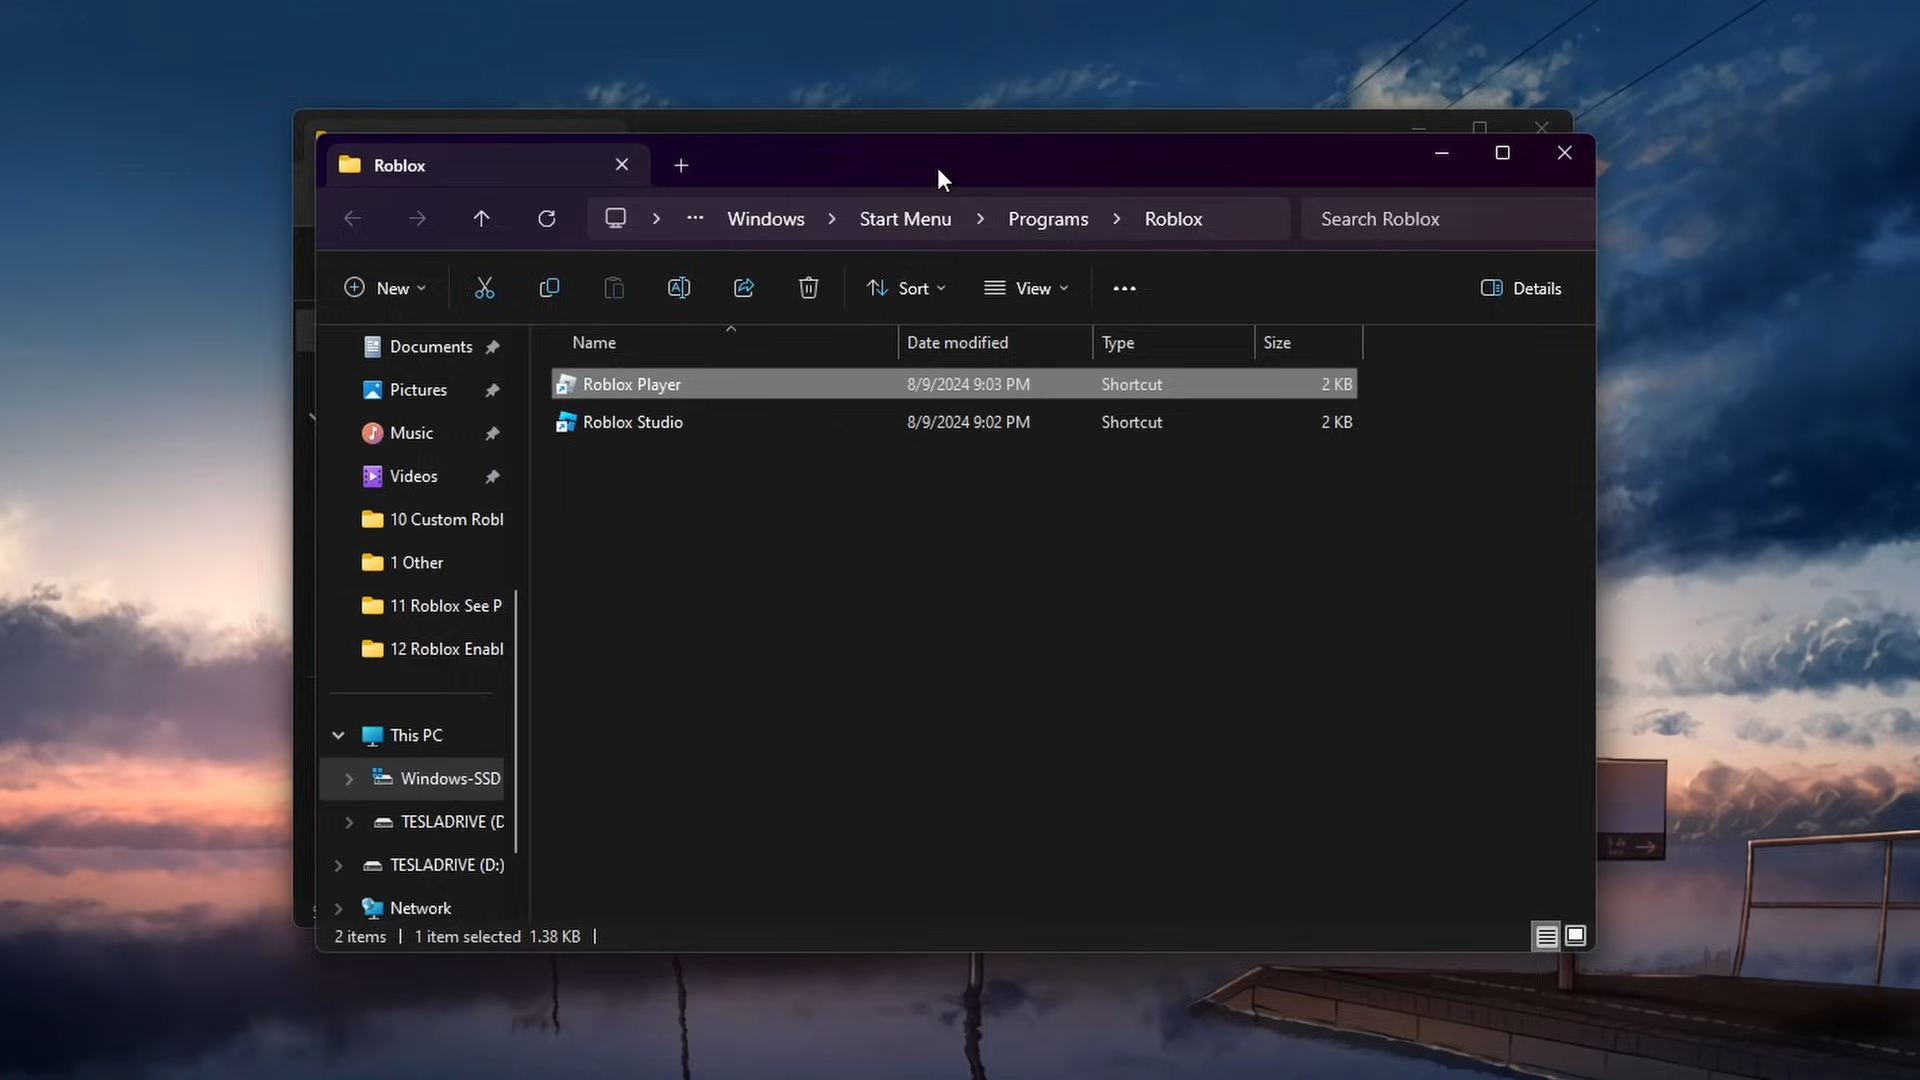 Roblox
Windows > Start Menu > Programs > Roblox
Search Roblox
New
Sort
View
Details
Name
Date modified
Type
Size
Roblox Player 8/9/2024 9:03 PM Shortcut 2 KB
Roblox Studio 8/9/2024 9:02 PM Shortcut 2 KB
Documents
Pictures
Music
Videos
10 Custom Robl
1 Other
11 Roblox See P
12 Roblox Enabl
This PC
Windows-SSD
TESLADRIVE (D
TESLADRIVE (D:)
Network
2 items | 1 item selected 1.38 KB |